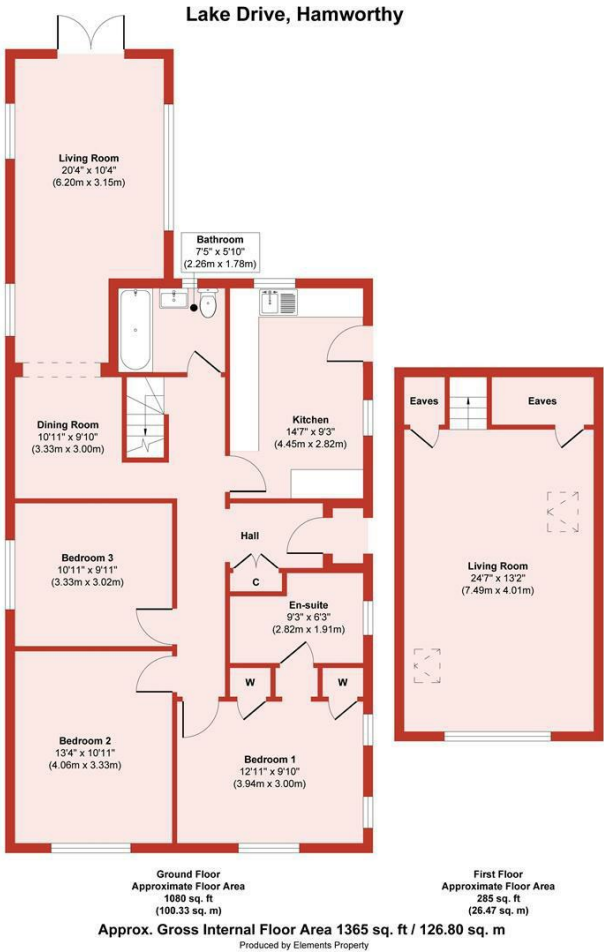 Lake Drive, Hamworthy
Living Room
20'4" x 10'4"
(6.20m x 3.15m)
Bathroom
7'5" x 5'10"
(2.26m x 1.78m)
Dining Room
10'11" x 9'10"
(3.33m x 3.00m)
Kitchen
14'7" x 9'3"
(4.45m x 2.82m)
Eaves
Eaves
Hall
C
Bedroom 3
10'11" x 9'11"
(3.33m x 3.02m)
En-suite
9'3" x 6'3"
(2.82m x 1.91m)
Living Room
24'7" x 13'2"
(7.49m x 4.01m)
W
W
Bedroom 2
13'4" x 10'11"
(4.06m x 3.33m)
Bedroom 1
12'11" x 9'10"
(3.94m x 3.00m)
Ground Floor
Approximate Floor Area
1080 sq. ft
(100.33 sq. m)
First Floor
Approximate Floor Area
285 sq. ft
(26.47 sq. m)
Approx. Gross Internal Floor Area 1365 sq. ft / 126.80 sq. m
Produced by Elements Property